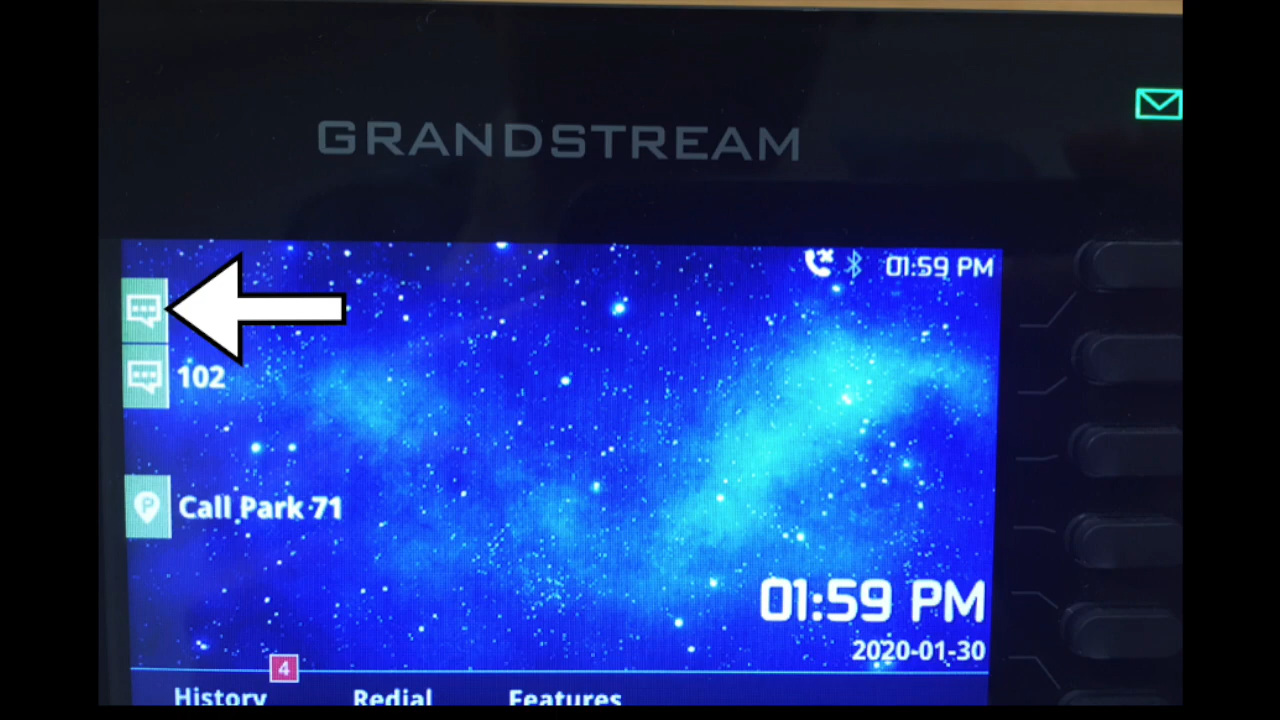 GRANDSTREAM
01:59 PM
102
Call Park 71
01:59 PM
2020-01-30
4
History Redial Features